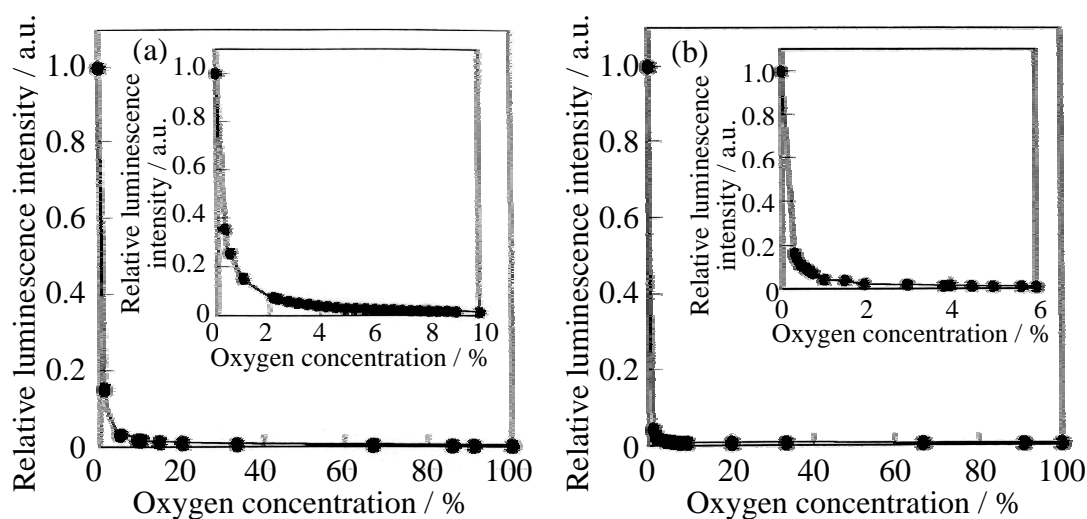 (a)
Relative luminescence intensity / a.u.
1.0
0.8
0.6
0.4
0.2
0
0 20 40 60 80 100
Oxygen concentration / %
Relative luminescence
intensity / a.u.
1.0
0.8
0.6
0.4
0.2
0
0 2 4 6 8 10
Oxygen concentration / %
(b)
Relative luminescence intensity / a.u.
1.0
0.8
0.6
0.4
0.2
0
0 20 40 60 80 100
Oxygen concentration / %
Relative luminescence
intensity / a.u.
1.0
0.8
0.6
0.4
0.2
0
0 2 4 6
Oxygen concentration / %